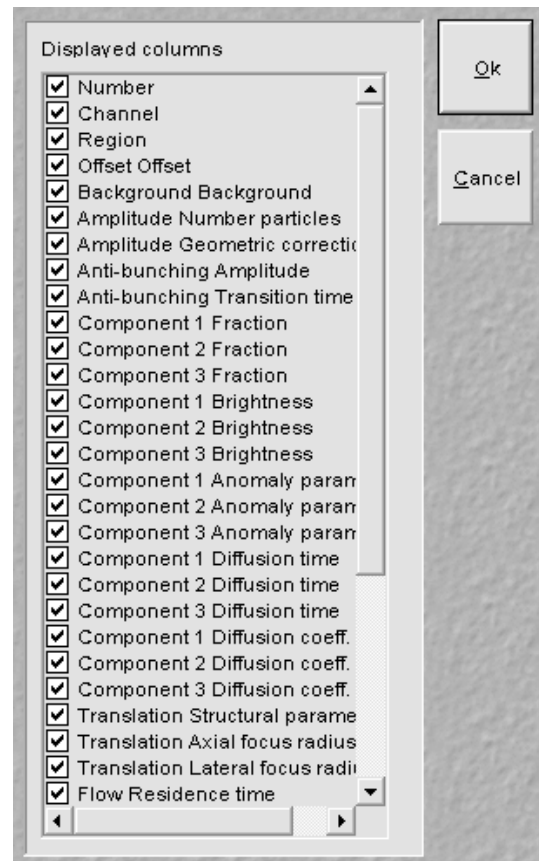 Displayed columns
Number
Channel
Region
Offset Offset
Background Background
Amplitude Number particles
Amplitude Geometric correctic
Anti-bunching Amplitude
Anti-bunching Transition time
Component 1 Fraction
Component 2 Fraction
Component 3 Fraction
Component 1 Brightness
Component 2 Brightness
Component 3 Brightness
Component 1 Anomaly param
Component 2 Anomaly param
Component 3 Anomaly param
Component 1 Diffusion time
Component 2 Diffusion time
Component 3 Diffusion time
Component 1 Diffusion coeff.
Component 2 Diffusion coeff.
Component 3 Diffusion coeff.
Translation Structural parame
Translation Axial focus radius
Translation Lateral focus radi
Flow Residence time
Ok
Cancel